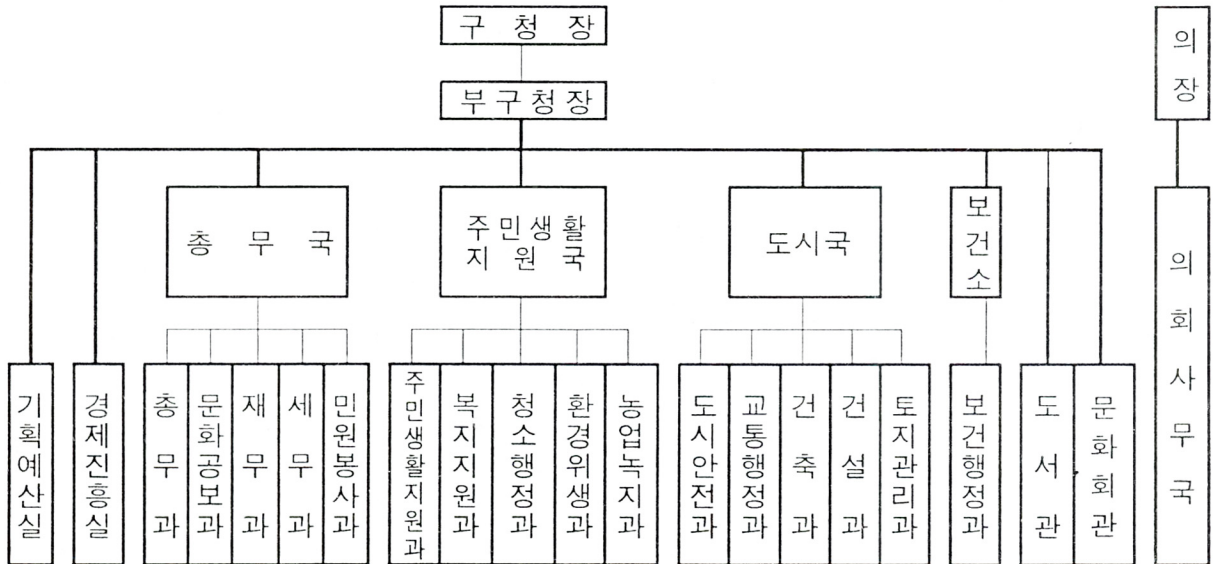 구청장
의장
부구청장
총무국
주민생활
지원국
도시국
보건소
의회사무국
기획예산실
경제진흥실
총무과
문화공보과
재무과
세무과
민원봉사과
주민생활지원과
복지지원과
청소행정과
환경위생과
농업녹지과
도시안전과
교통행정과
건축과
건설과
토지관리과
보건행정과
도서관
문화회관